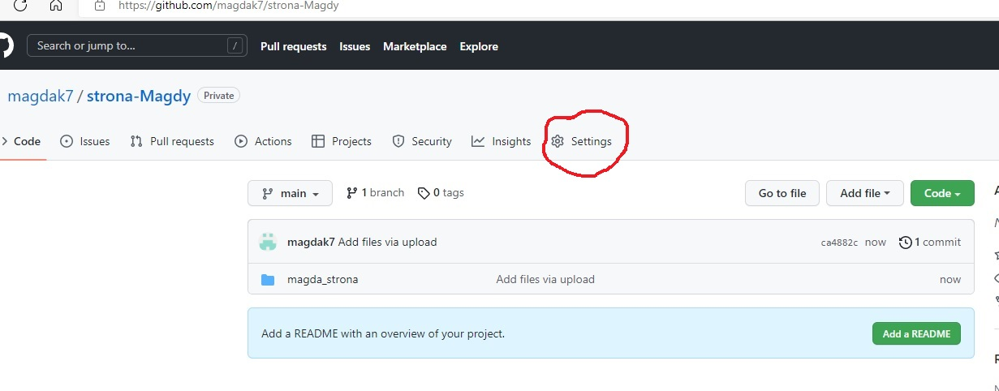 https://github.com/magdak7/strona-Magdy
Search or jump to... /
Pull requests Issues Marketplace Explore
magdak7 / strona-Magdy Private
Code Issues Pull requests Actions Projects Security Insights Settings
main 1 branch 0 tags Go to file Add file Code
magdak7 Add files via upload ca4882c now 1 commit
magda_strona Add files via upload now
Add a README with an overview of your project. Add a README